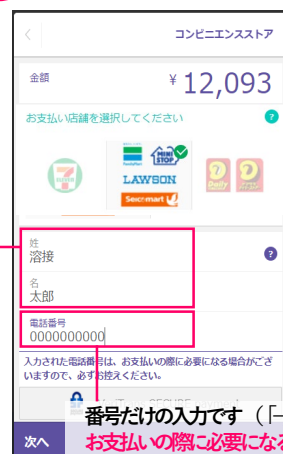 コンビニエンスストア
金額
¥ 12,093
お支払い店舗を選択してください
?
MINI STOP
LAWSON
Seicomart
Daily
姓
溶接
?
名
太郎
電話番号
0000000000
入力された電話番号は、お支払いの際に必要になる場合がござ
いますので、必ずお控えください。
番号だけの入力です（「-
次へ
お支払いの際に必要になる